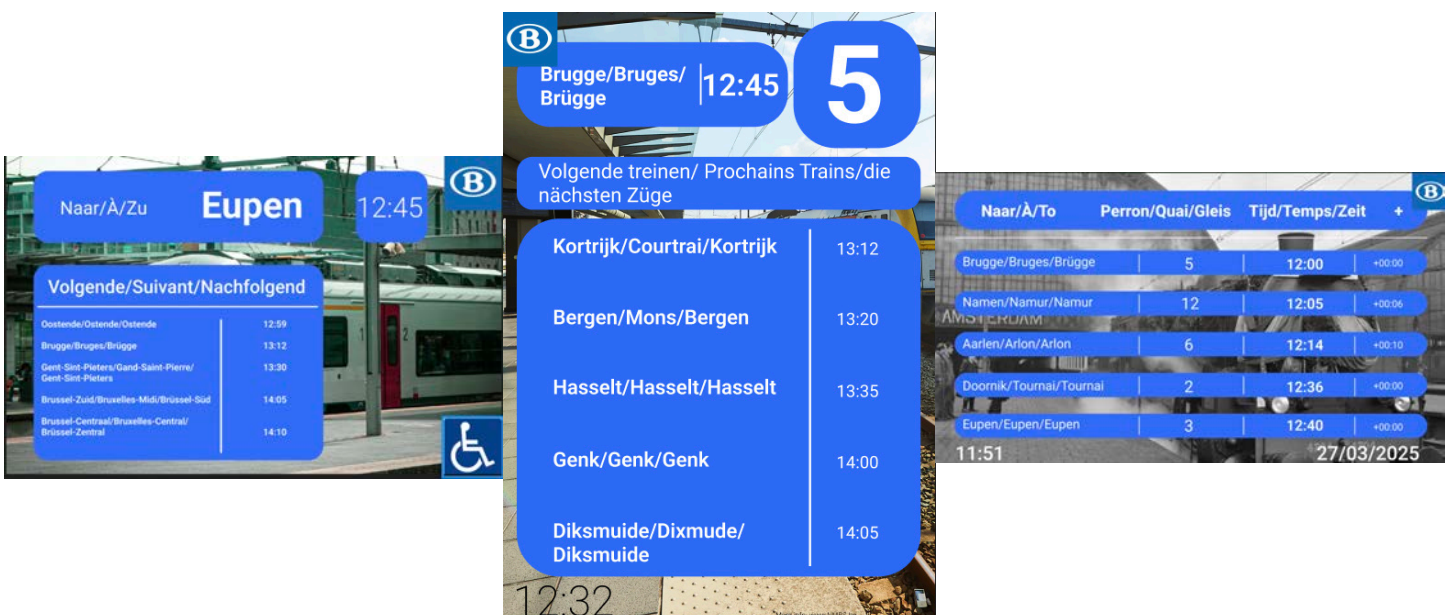 B
Naar/À/Zu
Eupen
12:45
Volgende/Suivant/Nachfolgend
Oostende/Ostende/Ostende
12:59
Brugge/Bruges/Brügge
13:12
Gent-Sint-Pieters/Gand-Saint-Pierre/
Gent-Sint-Pieters
13:30
Brussel-Zuid/Bruxelles-Midi/Brüssel-Süd
14:05
Brussel-Centraal/Bruxelles-Central/
Brüssel-Zentral
14:10
1
2
B
Brugge/Bruges/
Brügge
12:45
5
Volgende treinen/ Prochains Trains/die
nächsten Züge
Kortrijk/Courtrai/Kortrijk
13:12
Bergen/Mons/Bergen
13:20
Hasselt/Hasselt/Hasselt
13:35
Genk/Genk/Genk
14:00
Diksmuide/Dixmude/
Diksmuide
14:05
12:32
B
Naar/À/To Perron/Quai/Gleis Tijd/Temps/Zeit +
Brugge/Bruges/Brügge 5 12:00 +00:00
Namen/Namur/Namur 12 12:05 +00:06
AMSTERDAM
Aarlen/Arlon/Arlon 6 12:14 +00:10
Doornik/Tournai/Tournai 2 12:36 +00:00
Eupen/Eupen/Eupen 3 12:40 +00:00
11:51
27/03/2025